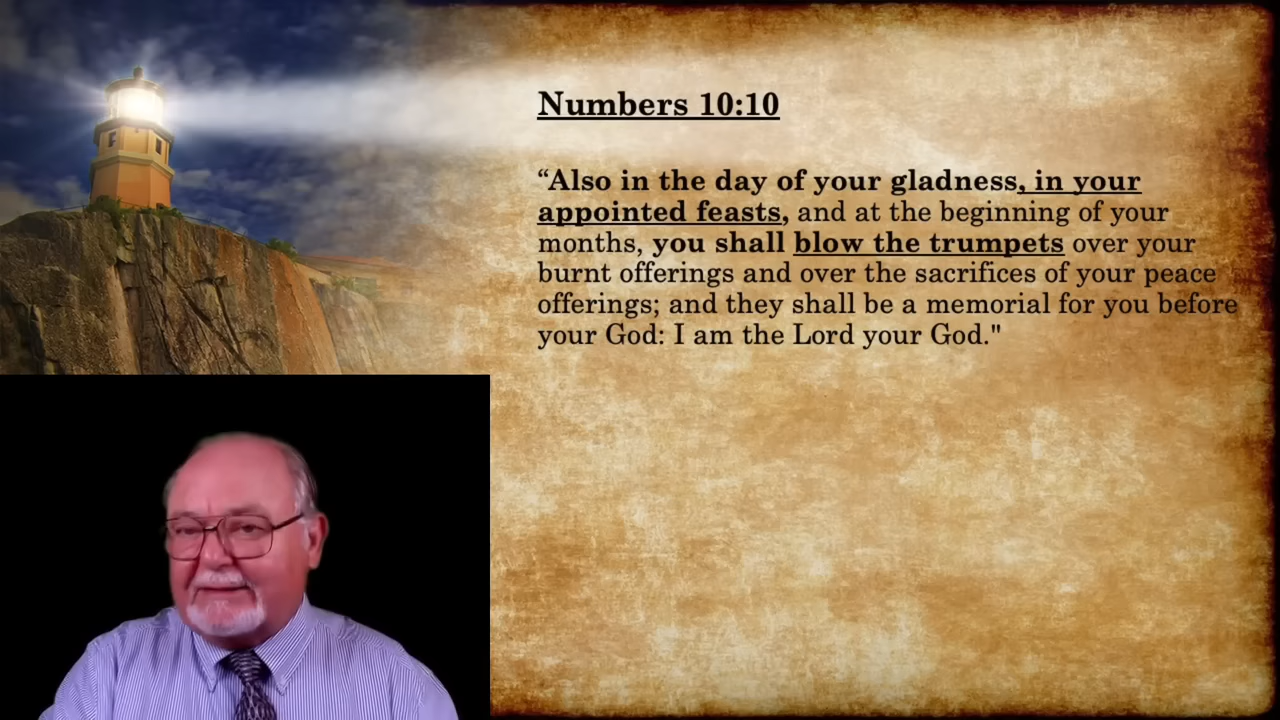 Numbers 10:10
“Also in the day of your gladness, in your
appointed feasts, and at the beginning of your
months, you shall blow the trumpets over your
burnt offerings and over the sacrifices of your peace
offerings; and they shall be a memorial for you before
your God: I am the Lord your God."